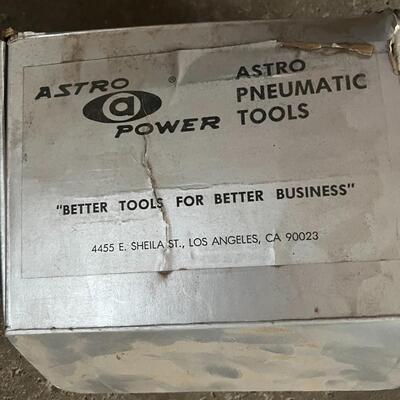 ASTRO
a ®
POWER
ASTRO
PNEUMATIC
TOOLS
"BETTER TOOLS FOR BETTER BUSINESS"
4455 E. SHEILA ST., LOS ANGELES, CA 90023